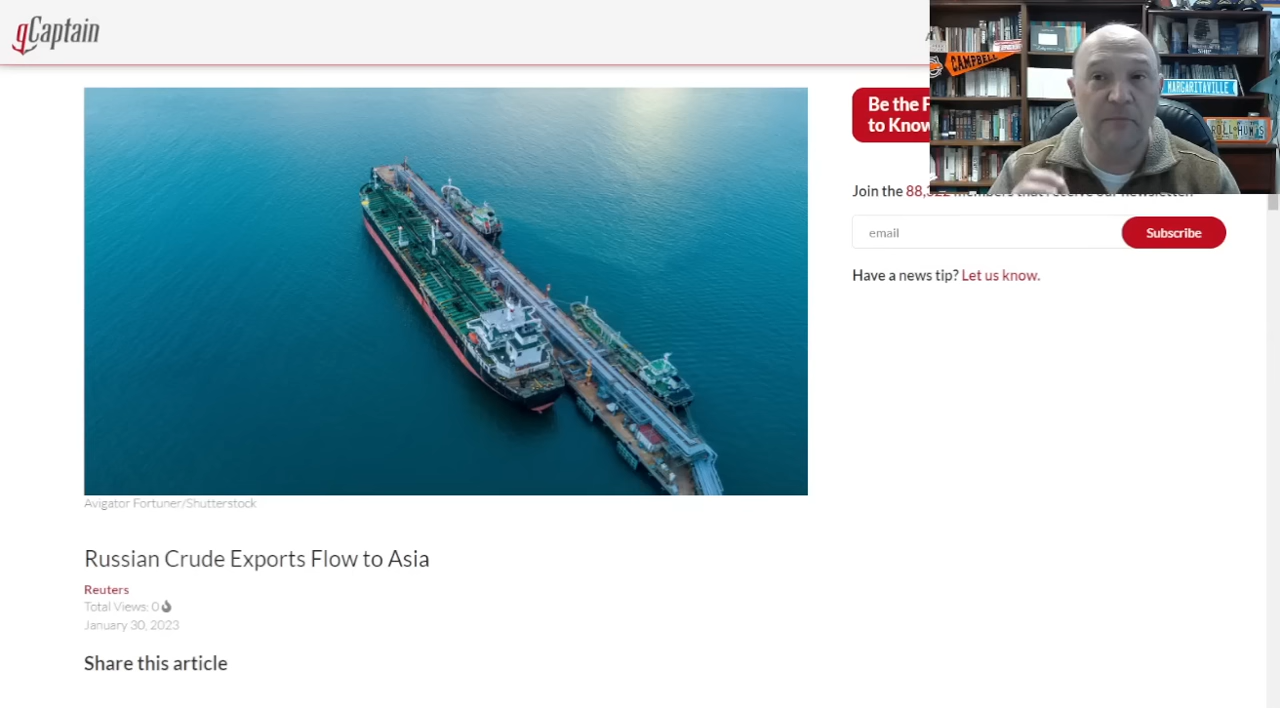 gCaptain
CAMPBELL
MARGARITAVILLE
Be the F
to Know
Join the 88,322 members that receive our newsletter.
email
Subscribe
Have a news tip? Let us know.
Avigator Fortuner/Shutterstock
Russian Crude Exports Flow to Asia
Reuters
Total Views: 0
January 30, 2023
Share this article